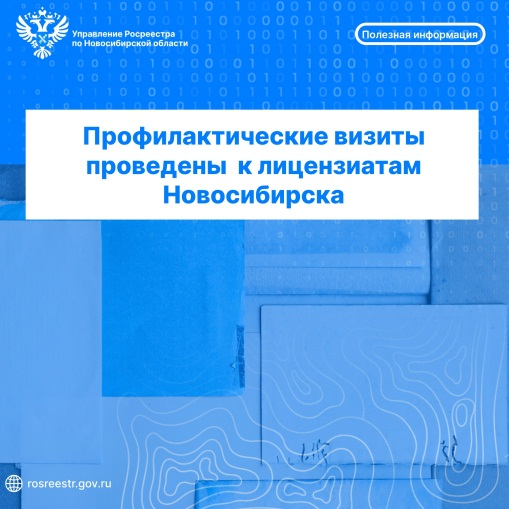 Управление Росреестра
по Новосибирской области
Полезная информация
Профилактические визиты
проведены к лицензиатам
Новосибирска
rosreestr.gov.ru